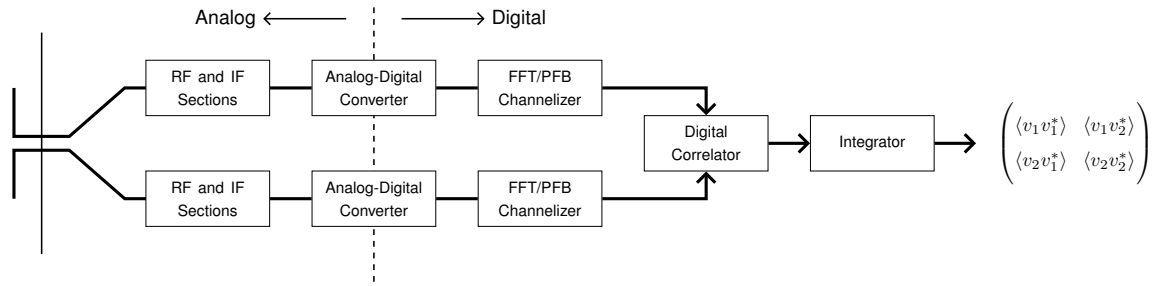 Analog Digital
RF and IF
Sections
Analog-Digital
Converter
FFT/PFB
Channelizer
Digital
Correlator
Integrator
⟨v₁v₁*⟩ ⟨v₁v₂*⟩
⟨v₂v₁*⟩ ⟨v₂v₂*⟩
RF and IF
Sections
Analog-Digital
Converter
FFT/PFB
Channelizer